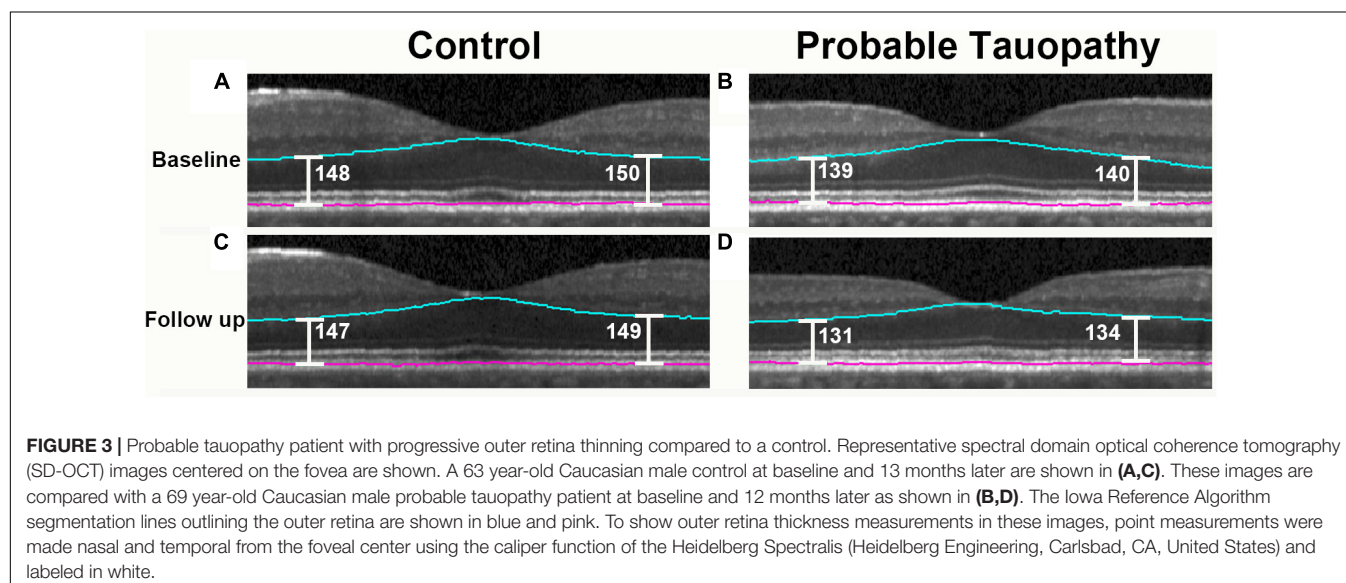 Control
Probable Tauopathy
A
B
Baseline
148
150
139
140
C
D
Follow up
147
149
131
134
FIGURE 3 | Probable tauopathy patient with progressive outer retina thinning compared to a control. Representative spectral domain optical coherence tomography
(SD-OCT) images centered on the fovea are shown. A 63 year-old Caucasian male control at baseline and 13 months later are shown in (A,C). These images are
compared with a 69 year-old Caucasian male probable tauopathy patient at baseline and 12 months later as shown in (B,D). The Iowa Reference Algorithm
segmentation lines outlining the outer retina are shown in blue and pink. To show outer retina thickness measurements in these images, point measurements were
made nasal and temporal from the foveal center using the caliper function of the Heidelberg Spectralis (Heidelberg Engineering, Carlsbad, CA, United States) and
labeled in white.